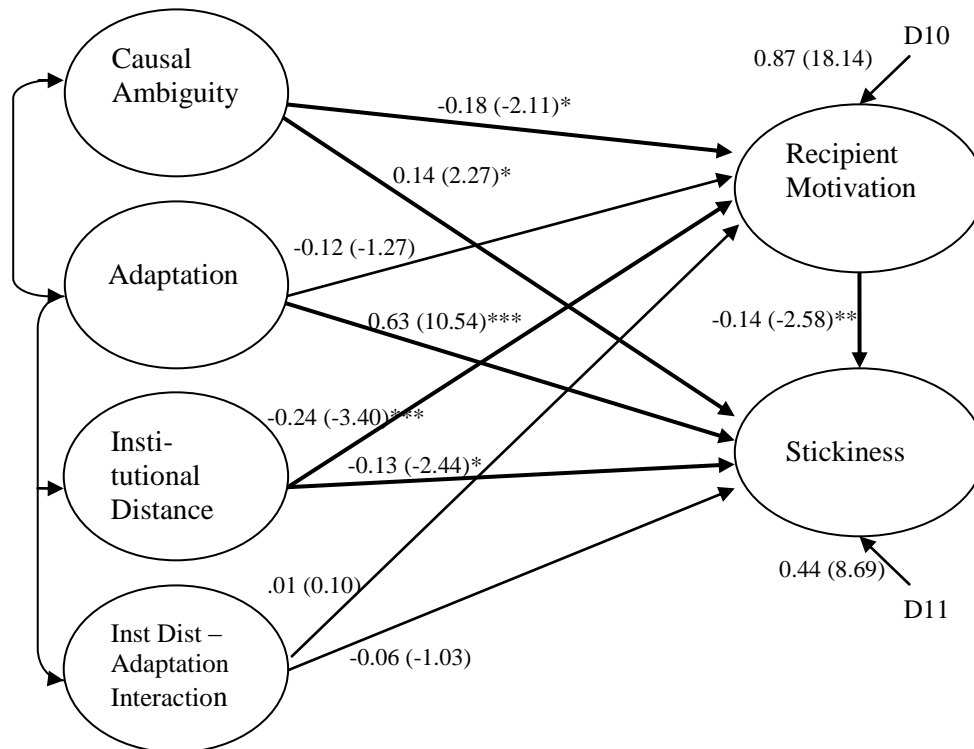 D10
0.87 (18.14)
Causal
Ambiguity
-0.18 (-2.11)*
Recipient
Motivation
0.14 (2.27)*
-0.12 (-1.27)
Adaptation
0.63 (10.54)***
-0.14 (-2.58)**
-0.24 (-3.40)***
Insti-
tutional
Distance
-0.13 (-2.44)*
Stickiness
0.44 (8.69)
D11
.01 (0.10)
Inst Dist –
Adaptation
Interaction
-0.06 (-1.03)